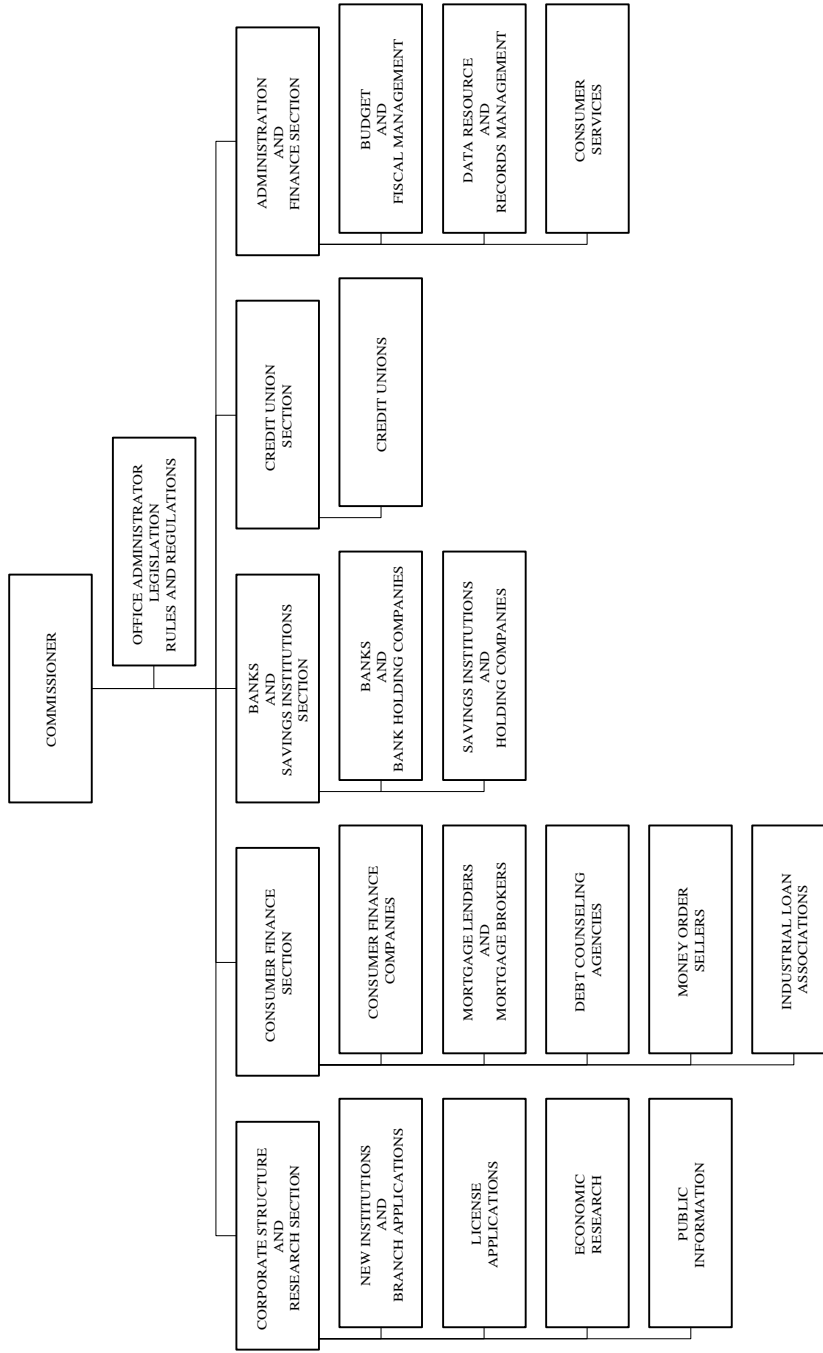 COMMISSIONER
OFFICE ADMINISTRATOR
LEGISLATION
RULES AND REGULATIONS
CORPORATE STRUCTURE
AND
RESEARCH SECTION
NEW INSTITUTIONS
AND
BRANCH APPLICATIONS
LICENSE
APPLICATIONS
ECONOMIC
RESEARCH
PUBLIC
INFORMATION
CONSUMER FINANCE
SECTION
CONSUMER FINANCE
COMPANIES
MORTGAGE LENDERS
AND
MORTGAGE BROKERS
DEBT COUNSELING
AGENCIES
MONEY ORDER
SELLERS
INDUSTRIAL LOAN
ASSOCIATIONS
BANKS
AND
SAVINGS INSTITUTIONS
SECTION
BANKS
AND
BANK HOLDING COMPANIES
SAVINGS INSTITUTIONS
AND
HOLDING COMPANIES
CREDIT UNION
SECTION
CREDIT UNIONS
ADMINISTRATION
AND
FINANCE SECTION
BUDGET
AND
FISCAL MANAGEMENT
DATA RESOURCE
AND
RECORDS MANAGEMENT
CONSUMER
SERVICES